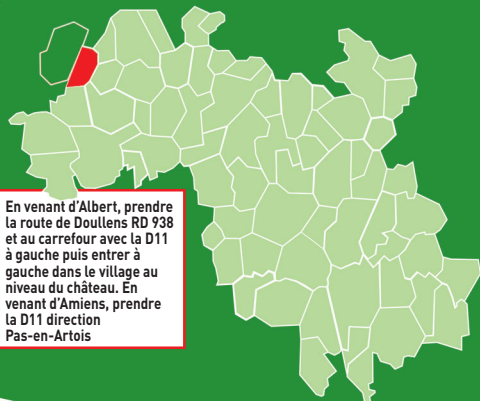 En venant d'Albert, prendre
la route de Doullens RD 938
et au carrefour avec la D11
à gauche puis entrer à
gauche dans le village au
niveau du château. En
venant d'Amiens, prendre
la D11 direction
Pas-en-Artois